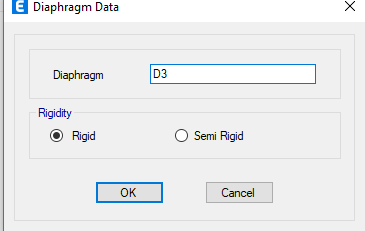 E Diaphragm Data
Diaphragm D3
Rigidity
Rigid Semi Rigid
OK Cancel